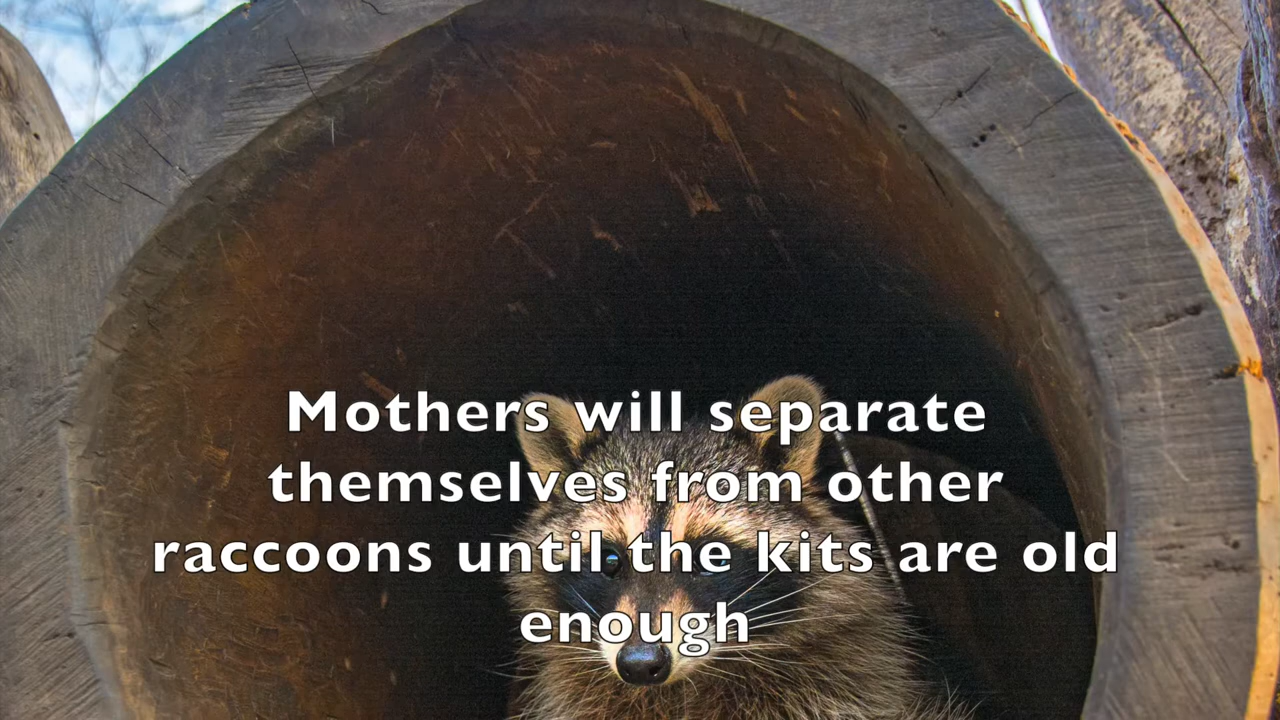 Mothers will separate
themselves from other
raccoons until the kits are old
enough